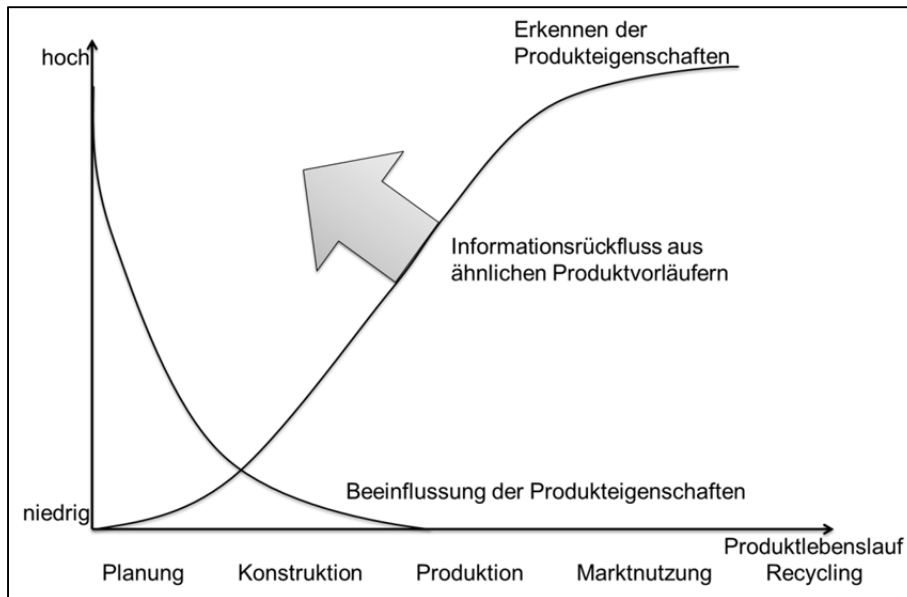 Erkennen der
Produkteigenschaften
hoch
Informationsrückfluss aus
ähnlichen Produktvorläufern
Beeinflussung der Produkteigenschaften
niedrig
Produktlebenslauf
Planung Konstruktion Produktion Marktnutzung Recycling